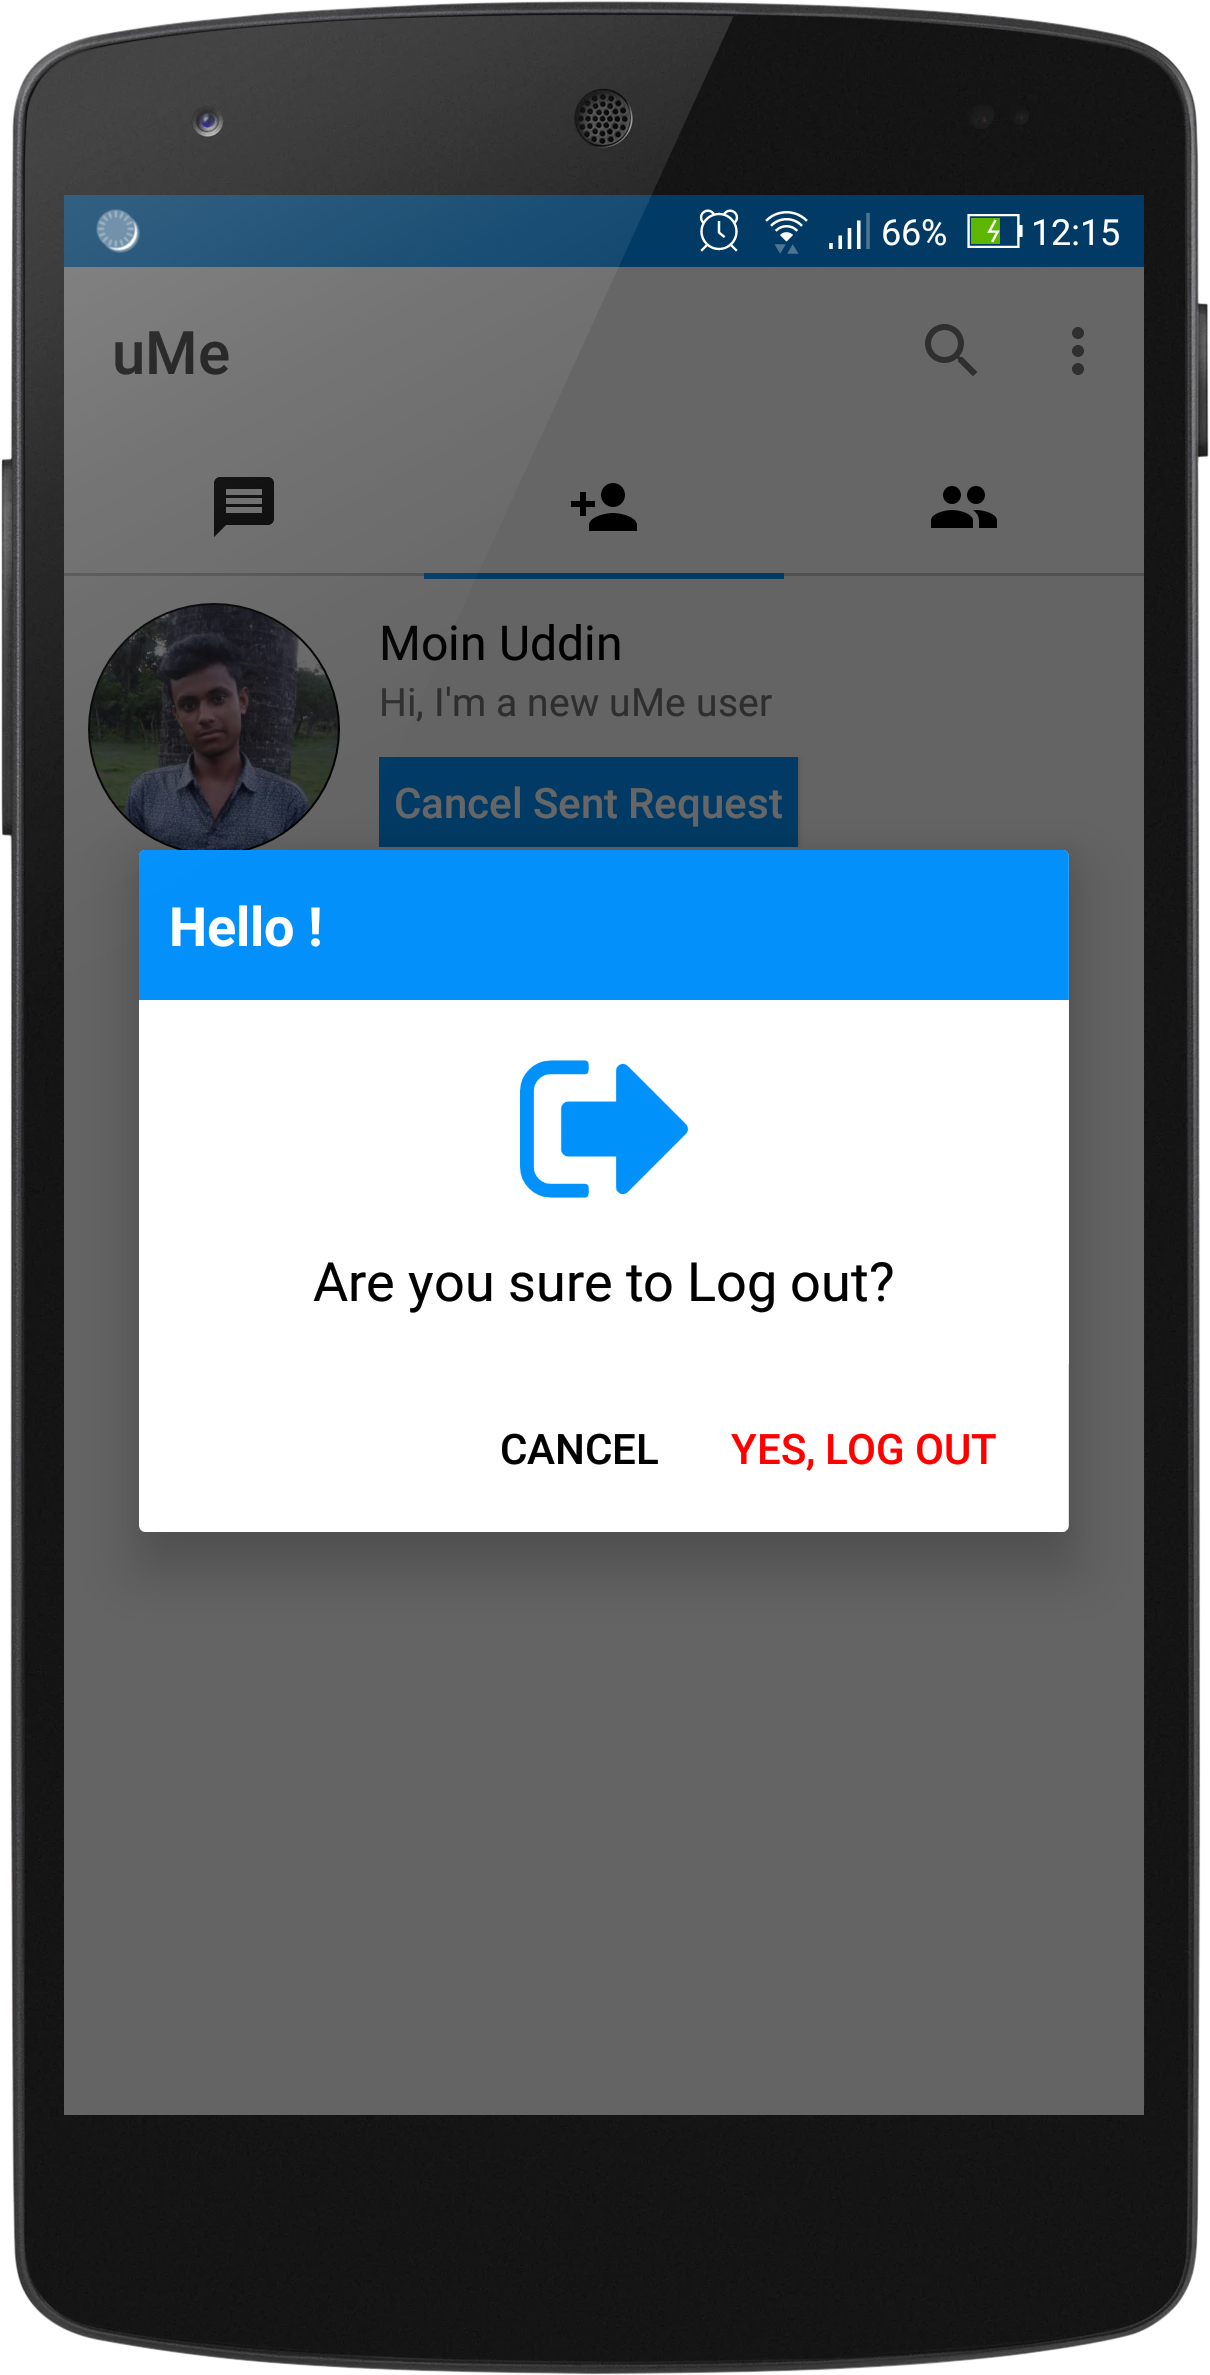 66% 12:15
uMe
Moin Uddin
Hi, I'm a new uMe user
Cancel Sent Request
Hello !
Are you sure to Log out?
CANCEL YES, LOG OUT